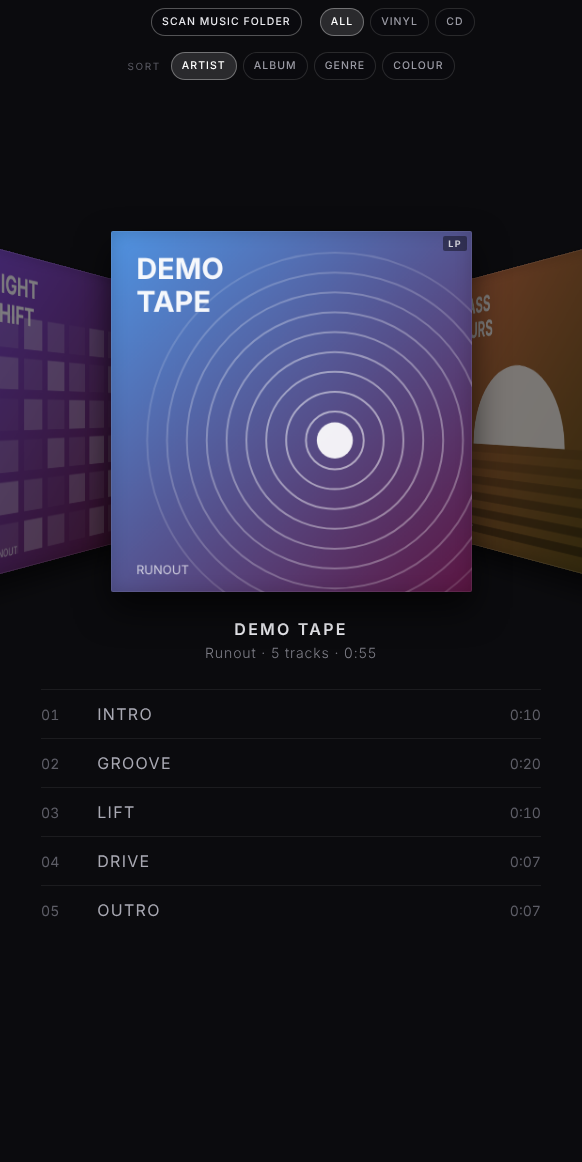 SCAN MUSIC FOLDER ALL VINYL CD
SORT ARTIST ALBUM GENRE COLOUR
LP
DEMO
TAPE
RUNOUT
DEMO TAPE
Runout · 5 tracks · 0:55
01 INTRO 0:10
02 GROOVE 0:20
03 LIFT 0:10
04 DRIVE 0:07
05 OUTRO 0:07